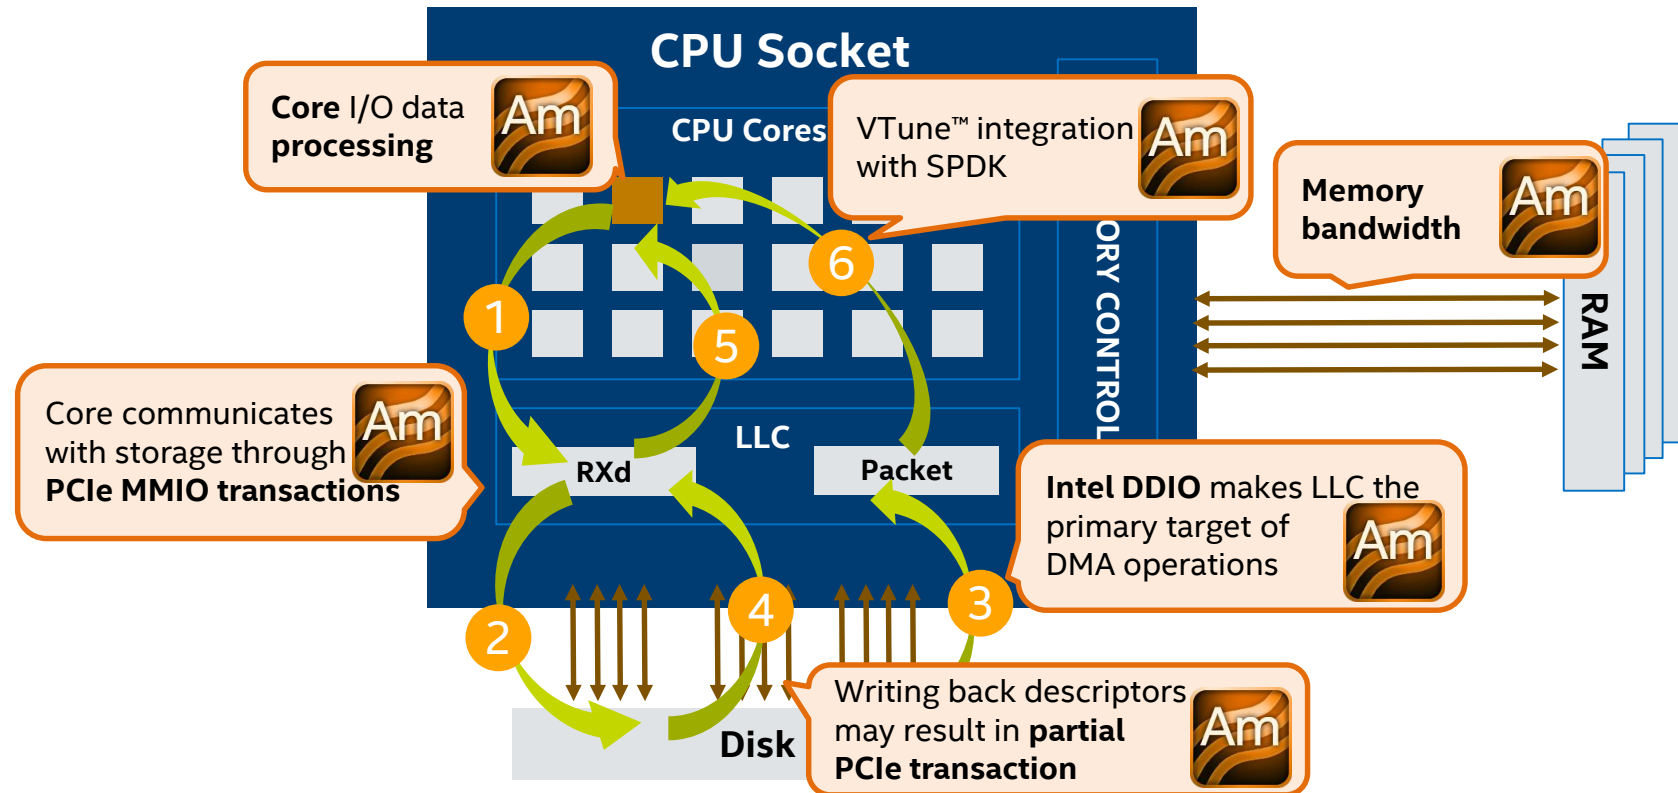 CPU Socket
Core I/O data
processing
Am
CPU Cores
VTune™ integration
with SPDK
Am
Memory
bandwidth
Am
6
1
5
ORY CONTROL
RAM
Core communicates
with storage through
PCIe MMIO transactions
Am
LLC
RXd
Packet
Intel DDIO makes LLC the
primary target of
DMA operations
Am
2
4
3
Disk
Writing back descriptors
may result in partial
PCIe transaction
Am